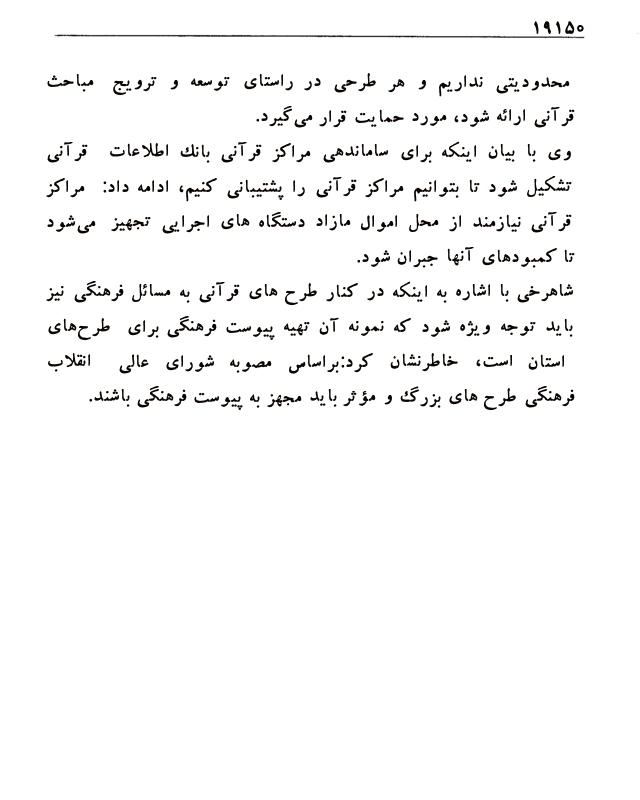 ۱۹۱۵۰
محدودیتی نداریم و هر طرحی در راستای توسعه و ترویج مباحث
قرآنی ارائه شود، مورد حمایت قرار می‌گیرد.
وی با بیان اینکه برای ساماندهی مراکز قرآنی بانك اطلاعات قرآنی
تشکیل شود تا بتوانیم مراکز قرآنی را پشتیبانی کنیم، ادامه داد: مراکز
قرآنی نیازمند از محل اموال مازاد دستگاه های اجرایی تجهیز می‌شود
تا کمبودهای آنها جبران شود.
شاهرخی با اشاره به اینکه در کنار طرح های قرآنی به مسائل فرهنگی نیز
باید توجه ویژه شود که نمونه آن تهیه پیوست فرهنگی برای طرح‌های
استان است، خاطرنشان کرد:براساس مصوبه شورای عالی انقلاب
فرهنگی طرح های بزرگ و مؤثر باید مجهز به پیوست فرهنگی باشند.